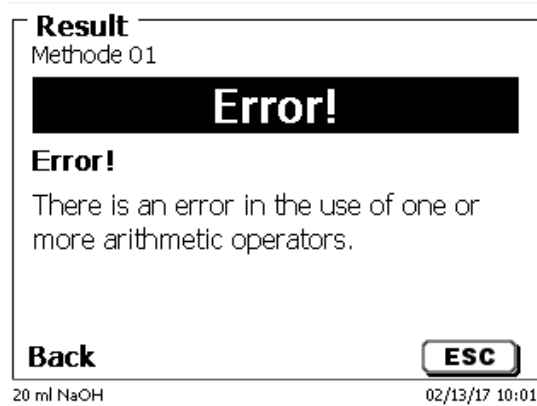 Result
Methode 01
Error!
Error!
There is an error in the use of one or
more arithmetic operators.
Back ESC
20 ml NaOH 02/13/17 10:01